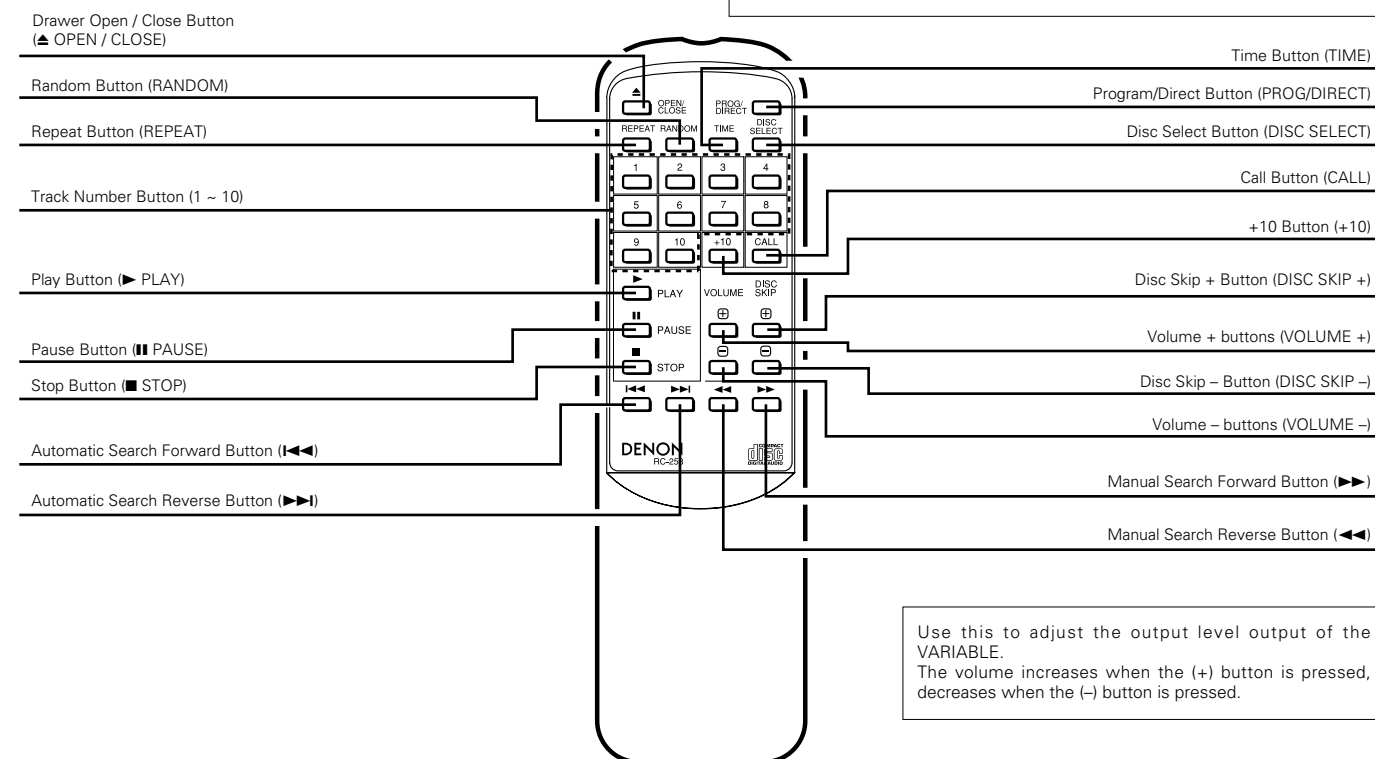 Drawer Open / Close Button
(⏏ OPEN / CLOSE)
Random Button (RANDOM)
Repeat Button (REPEAT)
Track Number Button (1 ~ 10)
Play Button (► PLAY)
Pause Button (▮▮ PAUSE)
Stop Button (■ STOP)
Automatic Search Forward Button (I◄◄)
Automatic Search Reverse Button (►►I)
⏏
OPEN/
CLOSE
PROG/
DIRECT
REPEAT RANDOM TIME DISC
SELECT
1 2 3 4
5 6 7 8
9 10 +10 CALL
►
PLAY
VOLUME DISC
SKIP
▮▮ + +
PAUSE
■ – –
STOP
I◄◄ ►►I ◄◄ ►►
DENON
RC-253
COMPACT
disc
DIGITAL AUDIO
Time Button (TIME)
Program/Direct Button (PROG/DIRECT)
Disc Select Button (DISC SELECT)
Call Button (CALL)
+10 Button (+10)
Disc Skip + Button (DISC SKIP +)
Volume + buttons (VOLUME +)
Disc Skip – Button (DISC SKIP –)
Volume – buttons (VOLUME –)
Manual Search Forward Button (►►)
Manual Search Reverse Button (◄◄)
Use this to adjust the output level output of the
VARIABLE.
The volume increases when the (+) button is pressed,
decreases when the (–) button is pressed.